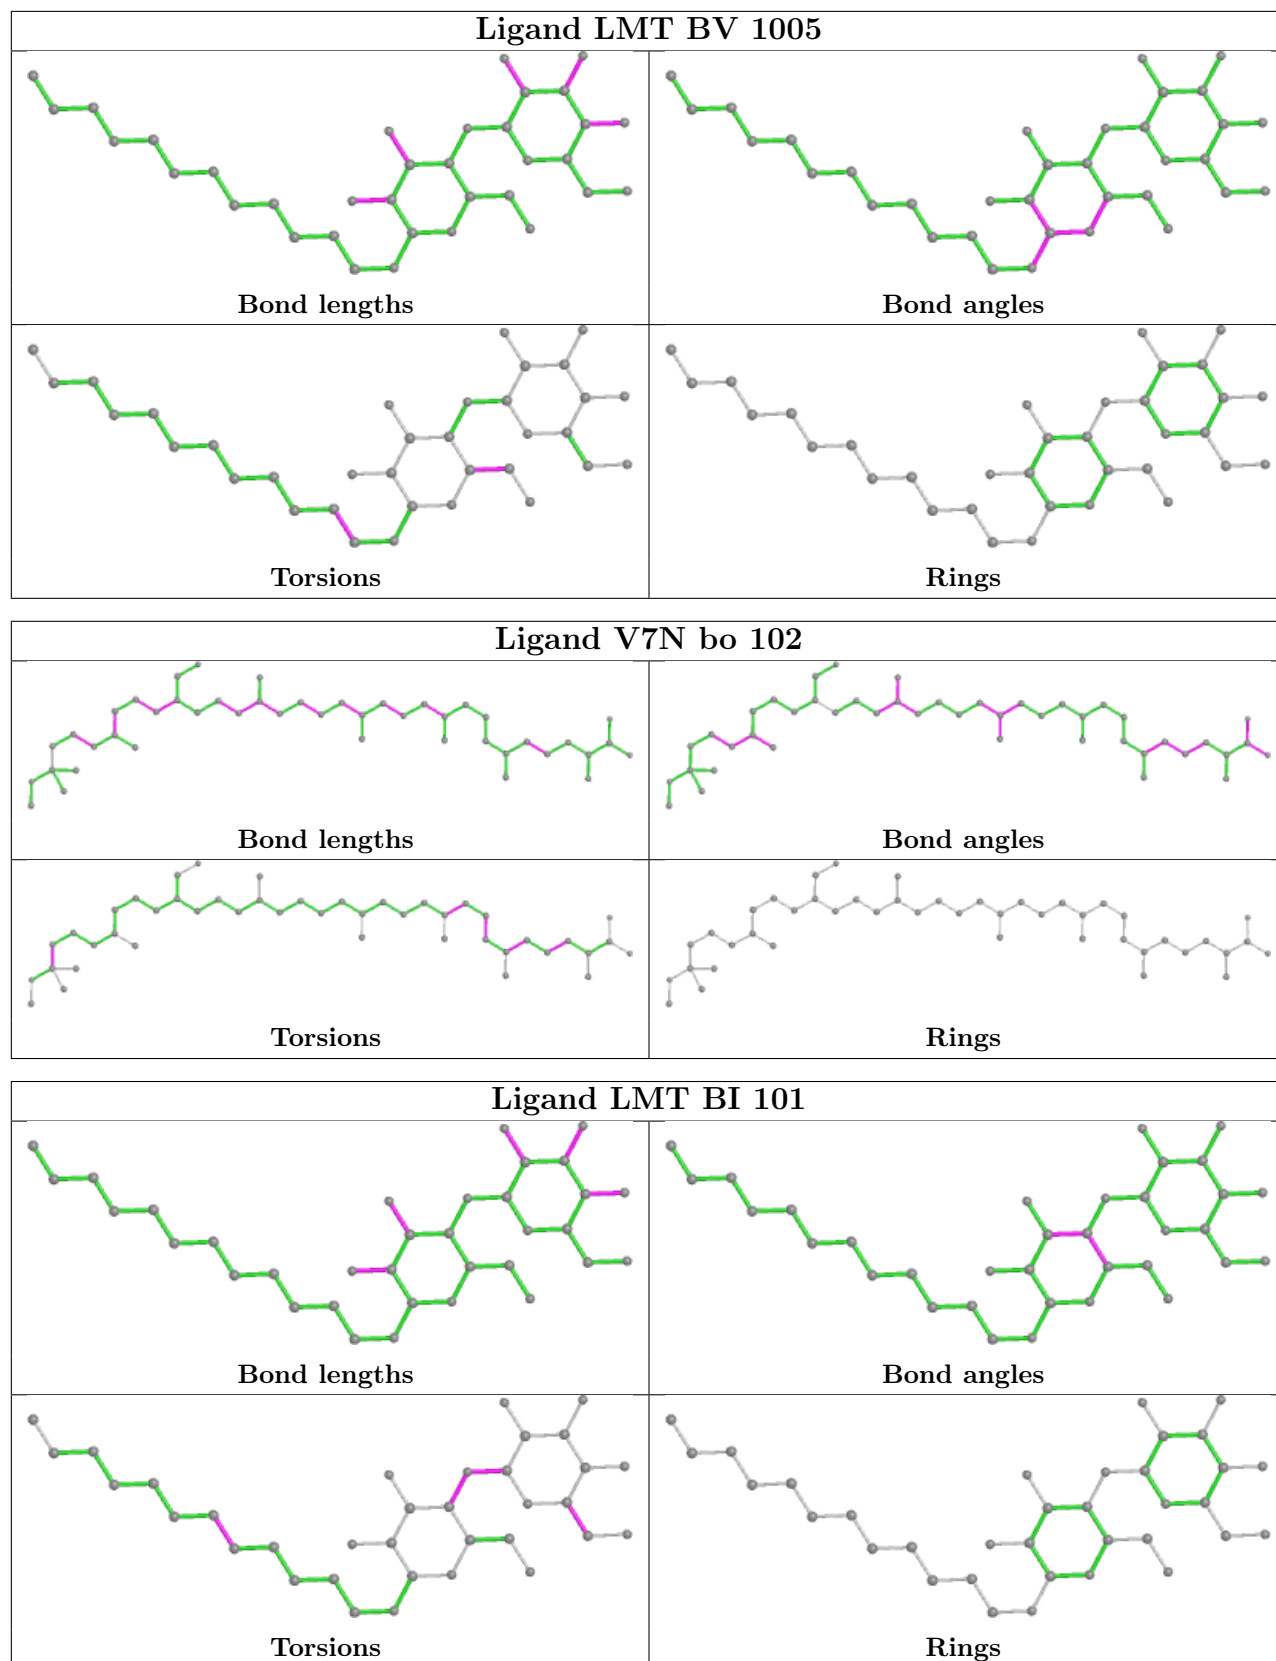 Ligand LMT BV 1005
Bond lengths
Bond angles
Torsions
Rings
Ligand V7N bo 102
Bond lengths
Bond angles
Torsions
Rings
Ligand LMT BI 101
Bond lengths
Bond angles
Torsions
Rings